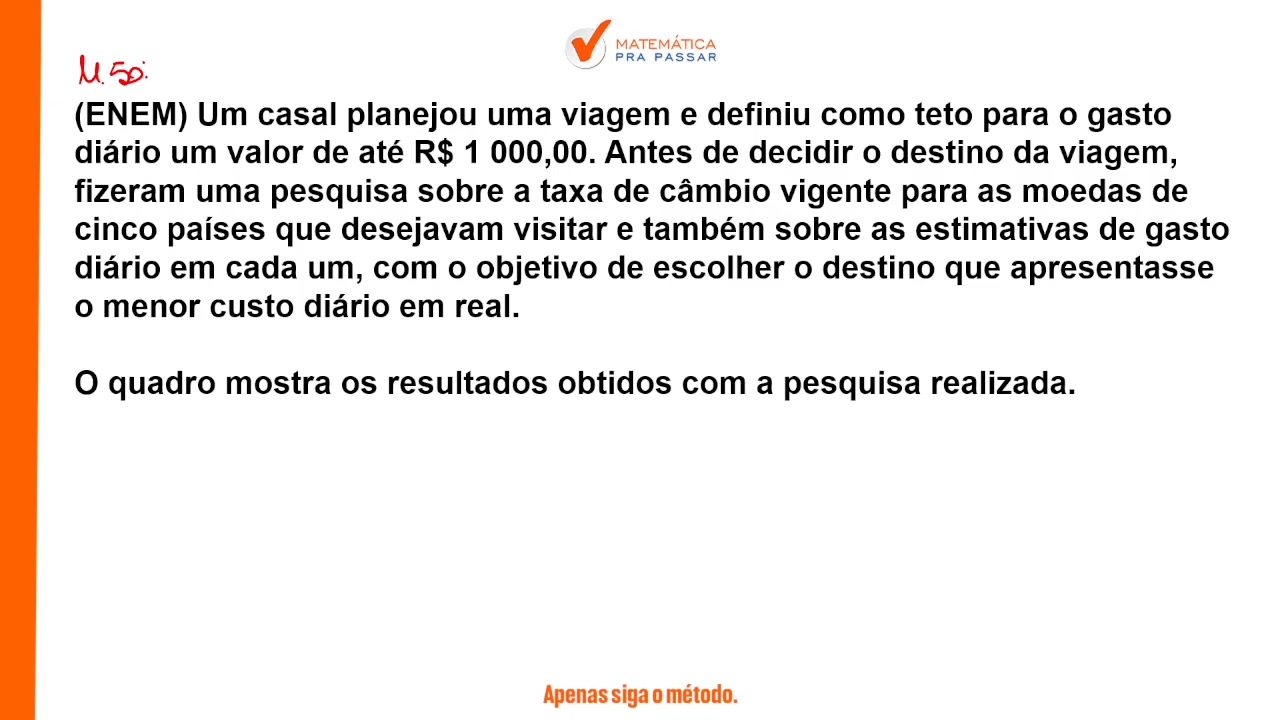 MATEMÁTICA
PRA PASSAR
M.50:
(ENEM) Um casal planejou uma viagem e definiu como teto para o gasto
diário um valor de até R$ 1 000,00. Antes de decidir o destino da viagem,
fizeram uma pesquisa sobre a taxa de câmbio vigente para as moedas de
cinco países que desejavam visitar e também sobre as estimativas de gasto
diário em cada um, com o objetivo de escolher o destino que apresentasse
o menor custo diário em real.
O quadro mostra os resultados obtidos com a pesquisa realizada.
Apenas siga o método.